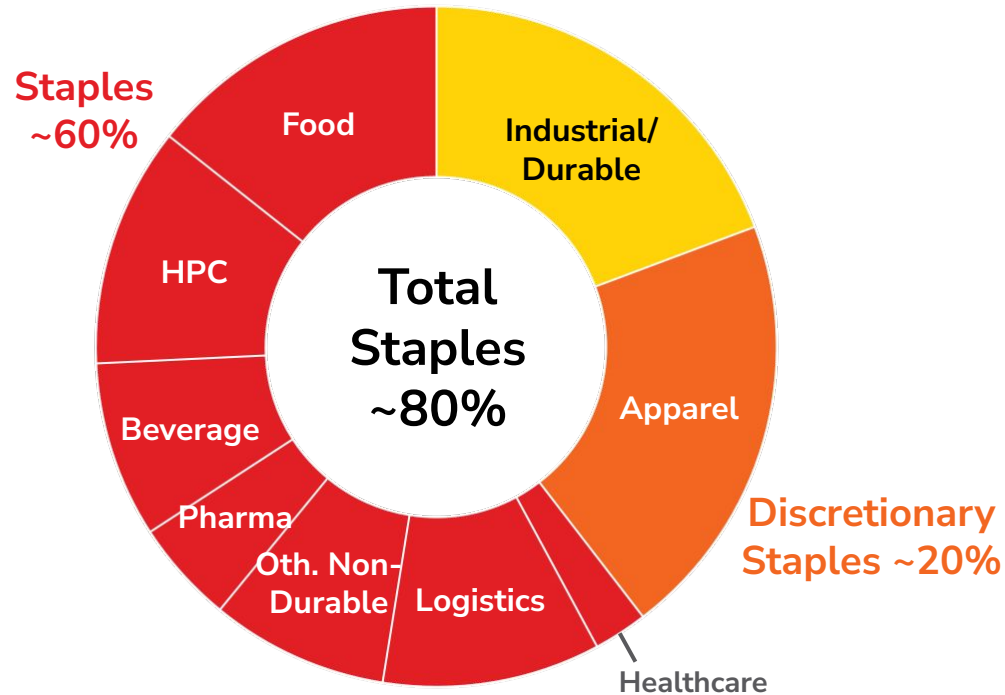 Staples
~60%
Food
Industrial/
Durable
HPC
Total
Staples
~80%
Apparel
Beverage
Discretionary
Staples ~20%
Pharma
Oth. Non-
Durable
Logistics
Healthcare